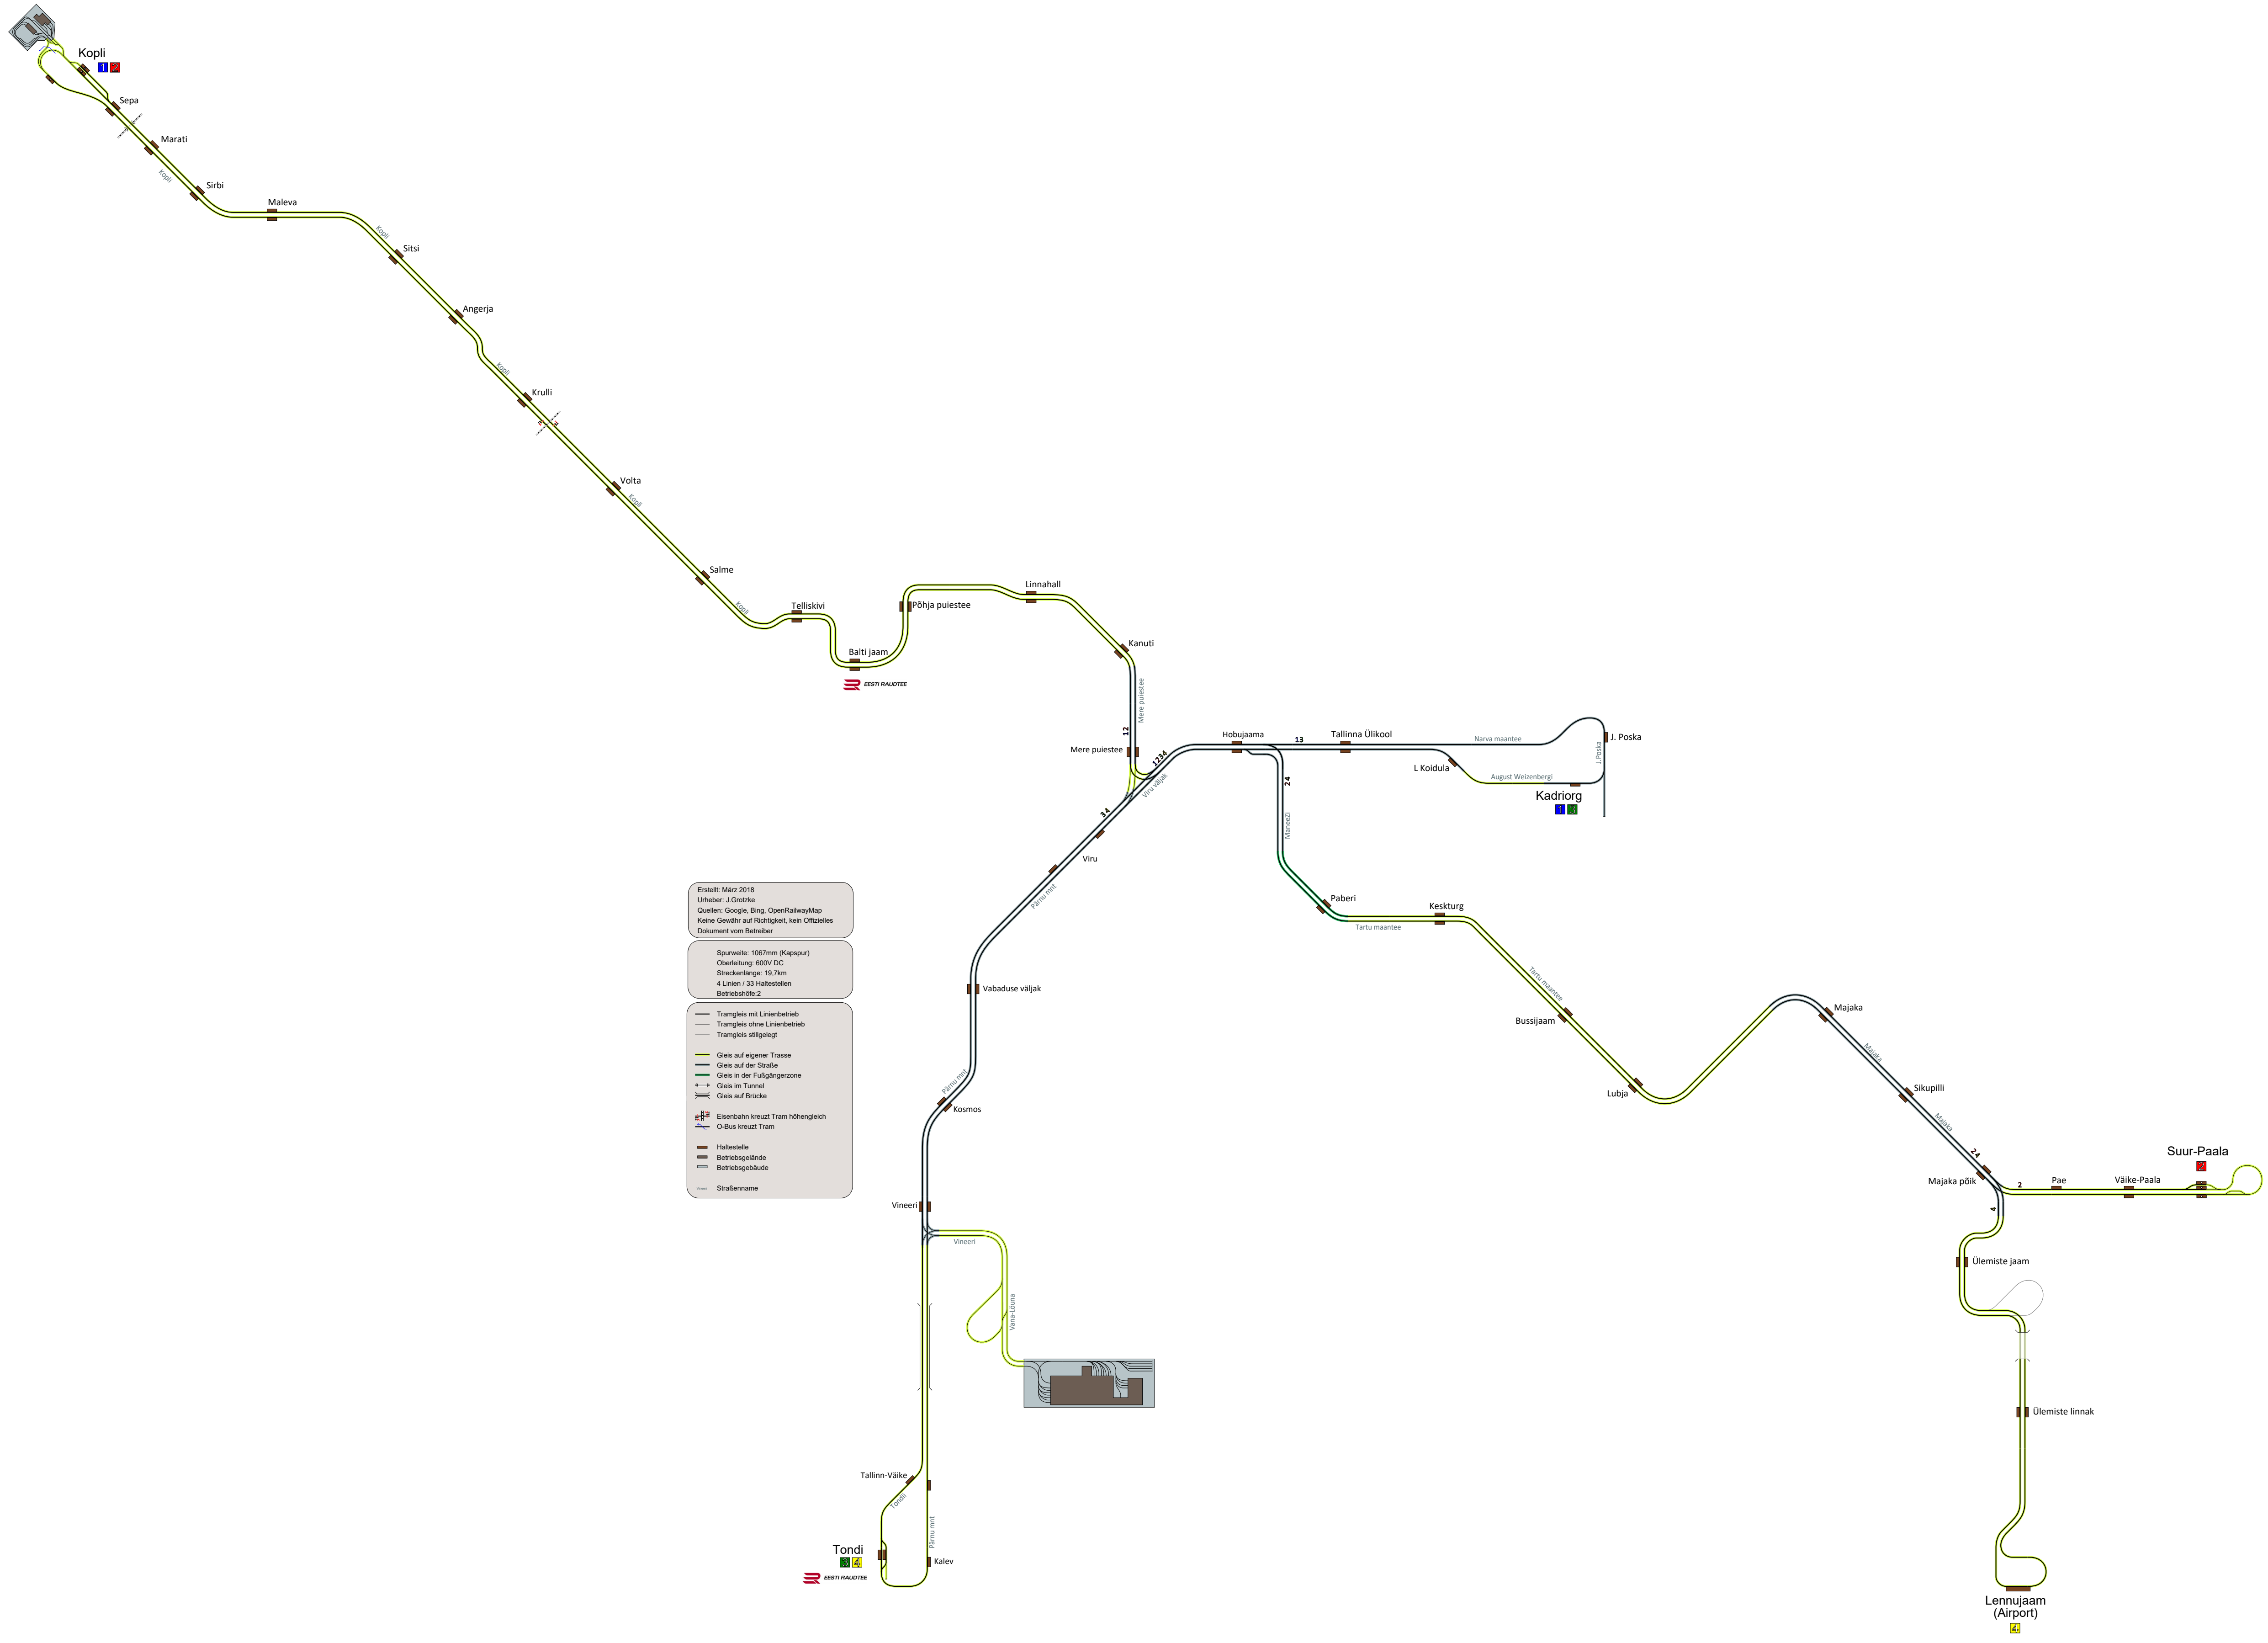 Kopli
1 2
Sepa
Marati
Kopli
Sirbi
Maleva
Kopli
Sitsi
Angerja
Kopli
Krulli
Volta
Kopli
Salme
Kopli
Telliskivi
Balti jaam
EESTI RAUDTEE
Põhja puiestee
Linnahall
Kanuti
Mere puiestee
12
Mere puiestee
1234
Viru väljak
Hobujaama
13
Tallinna Ülikool
Narva maantee
J. Poska
J.Poska
L Koidula
August Weizenbergi
Kadriorg
1 3
24
Maneeži
34
Viru
Pärnu mnt
Paberi
Keskturg
Tartu maantee
Tartu maantee
Bussijaam
Lubja
Majaka
Majaka
Sikupilli
Majaka
24
Majaka põik
2
Pae
Väike-Paala
Suur-Paala
2
4
Ülemiste jaam
Ülemiste linnak
Lennujaam
(Airport)
4
Vabaduse väljak
Pärnu mnt
Kosmos
Vineeri
Vineeri
Vana-Lõuna
Tallinn-Väike
Tondii
Pärnu mnt
Tondi
3 4
EESTI RAUDTEE
Kalev
Erstellt: März 2018
Urheber: J.Grotzke
Quellen: Google, Bing, OpenRailwayMap
Keine Gewähr auf Richtigkeit, kein Offizielles
Dokument vom Betreiber
Spurweite: 1067mm (Kapspur)
Oberleitung: 600V DC
Streckenlänge: 19,7km
4 Linien / 33 Haltestellen
Betriebshöfe:2
Tramgleis mit Linienbetrieb
Tramgleis ohne Linienbetrieb
Tramgleis stillgelegt
Gleis auf eigener Trasse
Gleis auf der Straße
Gleis in der Fußgängerzone
Gleis im Tunnel
Gleis auf Brücke
Eisenbahn kreuzt Tram höhengleich
O-Bus kreuzt Tram
Haltestelle
Betriebsgelände
Betriebsgebäude
Straßenname